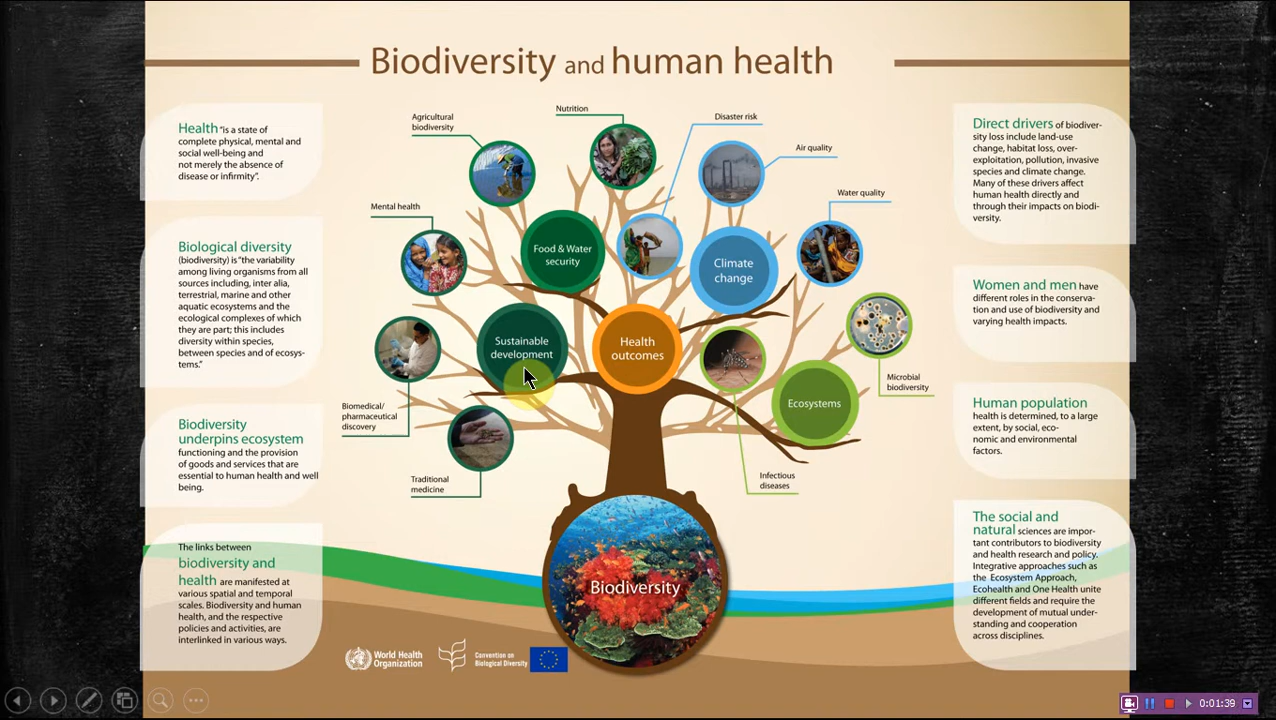 Biodiversity and human health
Health "is a state of
complete physical, mental and
social well-being and
not merely the absence of
disease or infirmity".
Biological diversity
(biodiversity) is "the variability
among living organisms from all
sources including, inter alia,
terrestrial, marine and other
aquatic ecosystems and the
ecological complexes of which
they are part; this includes
diversity within species,
between species and of ecosys-
tems."
Biodiversity
underpins ecosystem
functioning and the provision
of goods and services that are
essential to human health and well
being.
The links between
biodiversity and
health are manifested at
various spatial and temporal
scales. Biodiversity and human
health, and the respective
policies and activities, are
interlinked in various ways.
Agricultural
biodiversity
Nutrition
Disaster risk
Air quality
Water quality
Mental health
Food & Water
security
Climate
change
Sustainable
development
Health
outcomes
Ecosystems
Microbial
biodiversity
Biomedical/
pharmaceutical
discovery
Traditional
medicine
Infectious
diseases
Biodiversity
World Health
Organization
Convention on
Biological Diversity
Direct drivers of biodiver-
sity loss include land-use
change, habitat loss, over-
exploitation, pollution, invasive
species and climate change.
Many of these drivers affect
human health directly and
through their impacts on biodi-
versity.
Women and men have
different roles in the conserva-
tion and use of biodiversity and
varying health impacts.
Human population
health is determined, to a large
extent, by social, eco-
nomic and environmental
factors.
The social and
natural sciences are impor-
tant contributors to biodiversity
and health research and policy.
Integrative approaches such as
the Ecosystem Approach,
Ecohealth and One Health unite
different fields and require the
development of mutual under-
standing and cooperation
across disciplines.
0:01:39